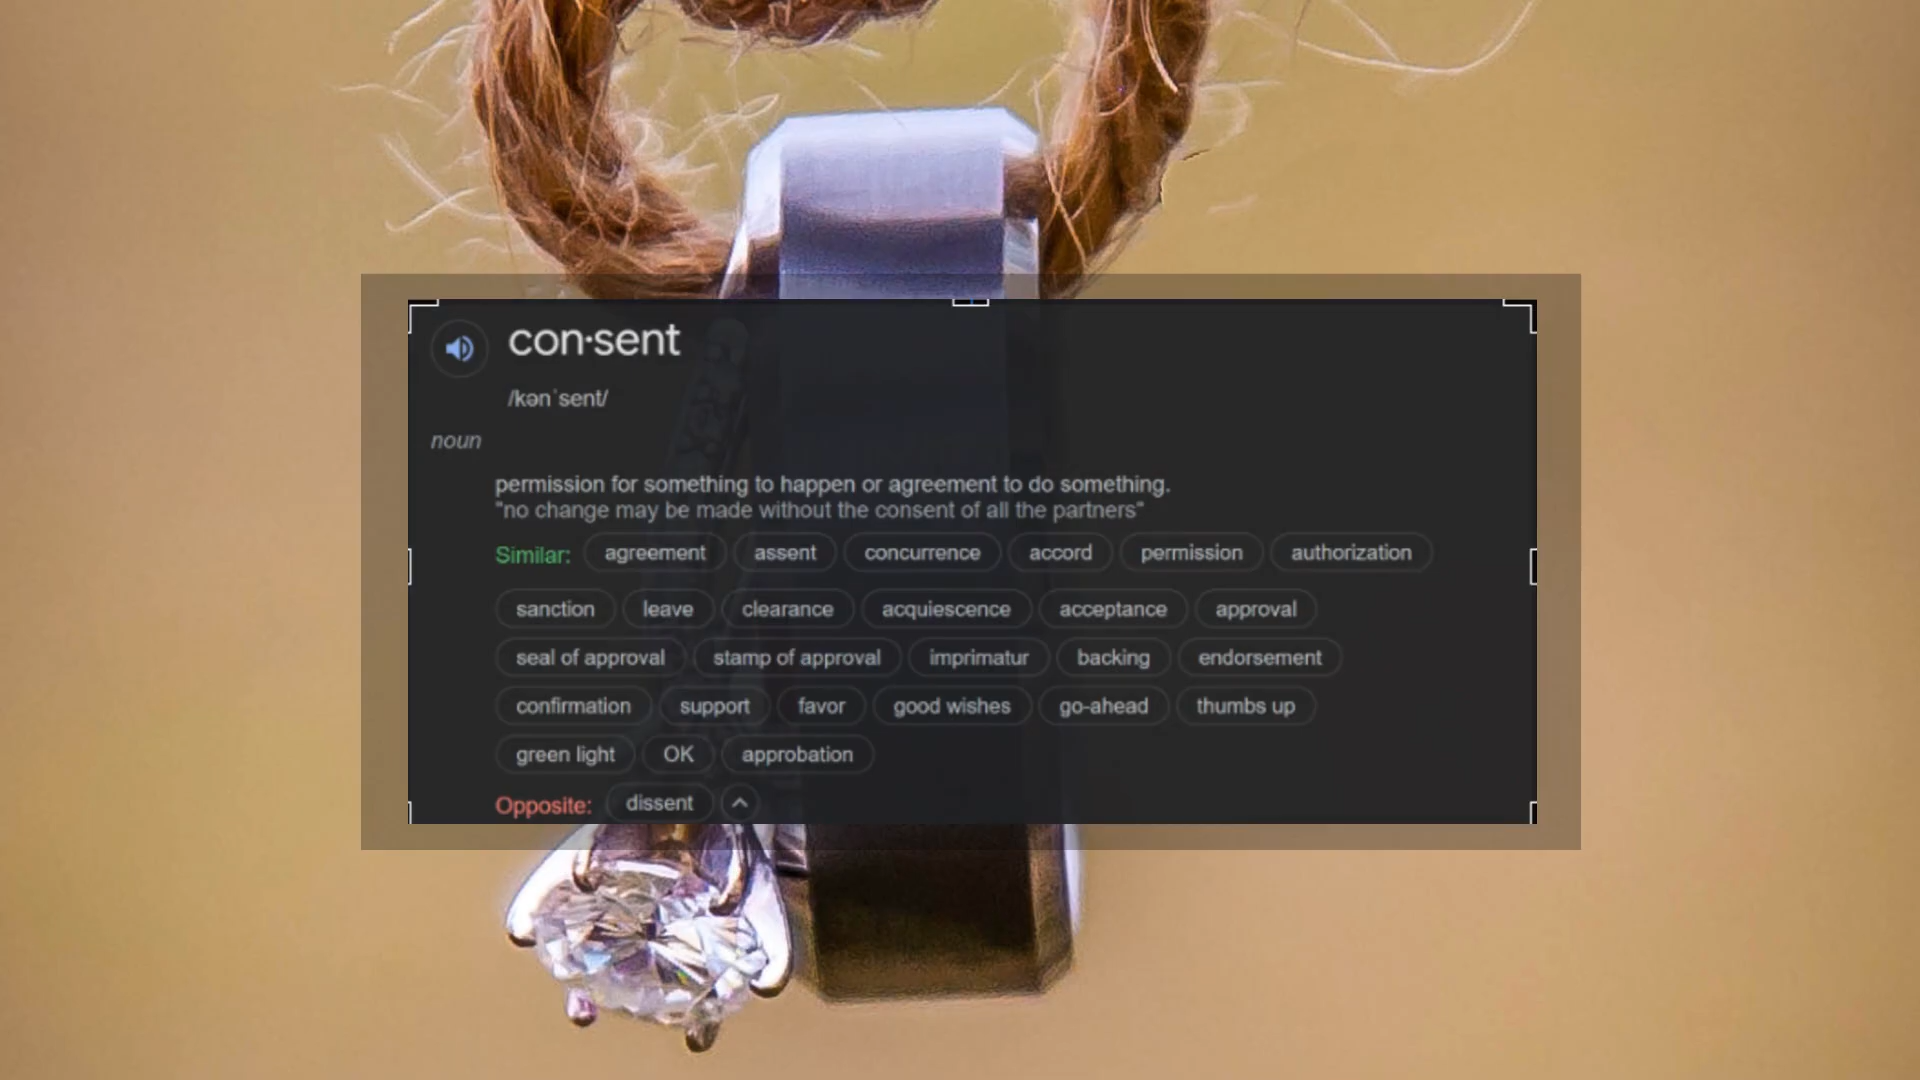 con·sent
/kənˈsent/
noun
permission for something to happen or agreement to do something.
"no change may be made without the consent of all the partners"
Similar: agreement assent concurrence accord permission authorization
sanction leave clearance acquiescence acceptance approval
seal of approval stamp of approval imprimatur backing endorsement
confirmation support favor good wishes go-ahead thumbs up
green light OK approbation
Opposite: dissent